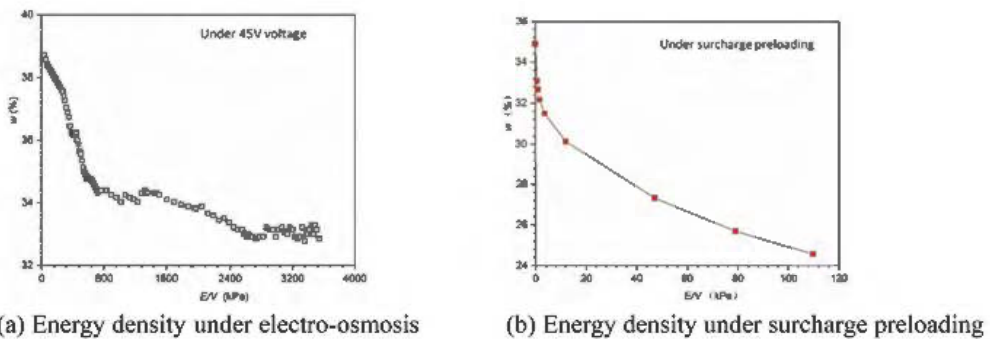 40
38
36
34
32
w (%)
Under 45V voltage
0 800 1600 2400 3200 4000
E/V (kPa)
36
34
32
30
28
26
24
w (%)
Under surcharge preloading
0 20 40 60 80 100 120
E/V (kPa)
(a) Energy density under electro-osmosis
(b) Energy density under surcharge preloading